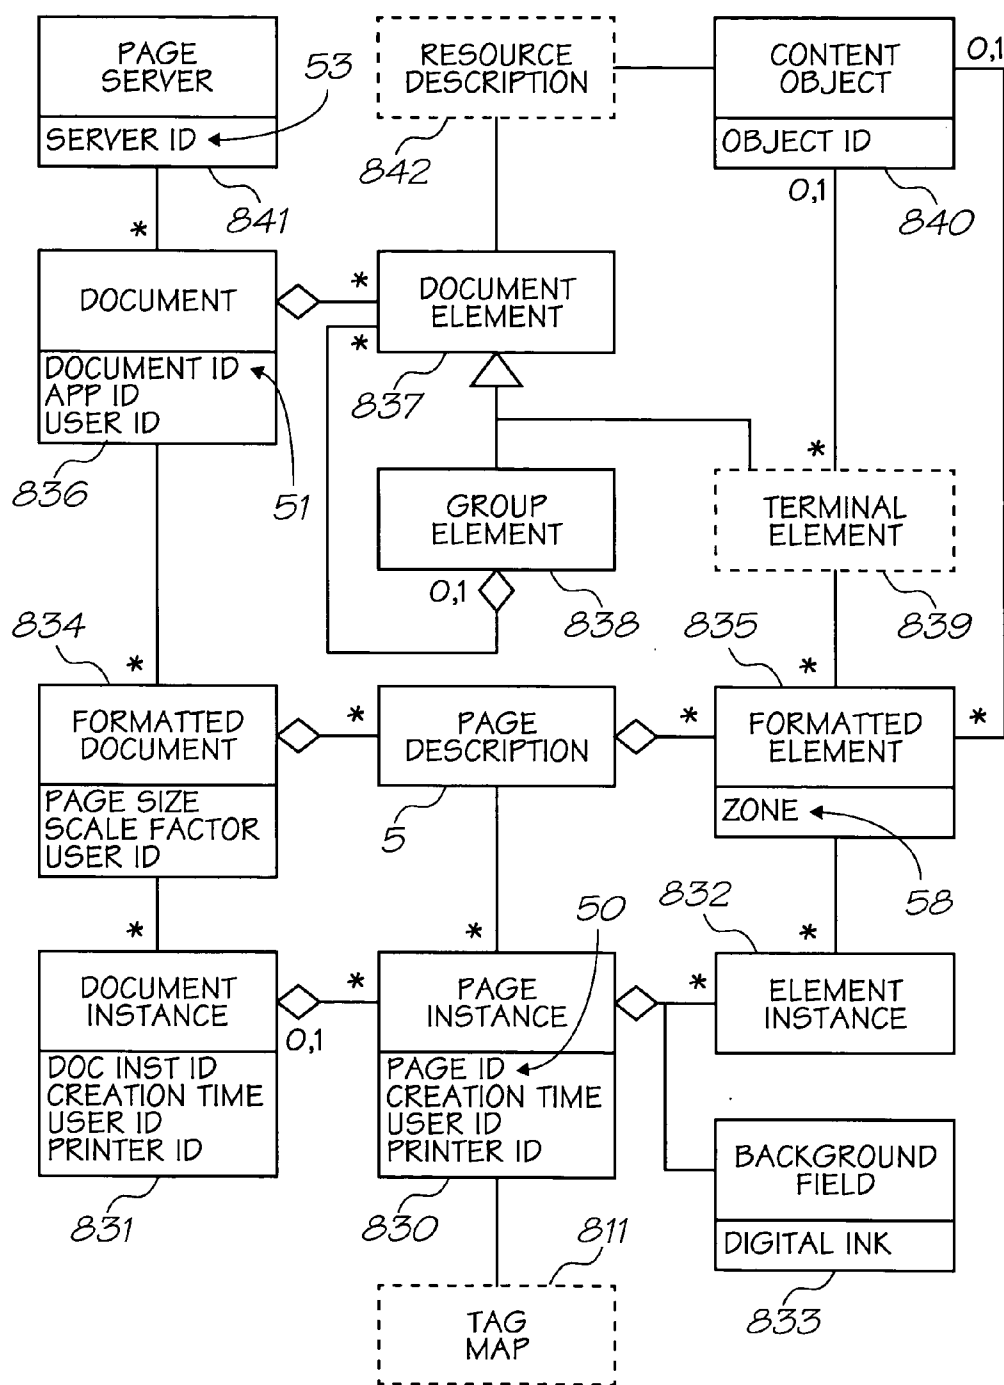 PAGE
SERVER
SERVER ID
53
841
*
RESOURCE
DESCRIPTION
842
CONTENT
OBJECT
OBJECT ID
0,1
0,1
840
DOCUMENT
DOCUMENT ID
APP ID
USER ID
836
51
*
*
DOCUMENT
ELEMENT
837
GROUP
ELEMENT
0,1
838
*
TERMINAL
ELEMENT
839
834
*
FORMATTED
DOCUMENT
PAGE SIZE
SCALE FACTOR
USER ID
*
PAGE
DESCRIPTION
5
835
*
*
*
FORMATTED
ELEMENT
ZONE
58
*
DOCUMENT
INSTANCE
0,1
DOC INST ID
CREATION TIME
USER ID
PRINTER ID
831
*
*
50
PAGE
INSTANCE
PAGE ID
CREATION TIME
USER ID
PRINTER ID
830
832
*
*
ELEMENT
INSTANCE
BACKGROUND
FIELD
DIGITAL INK
833
811
TAG
MAP